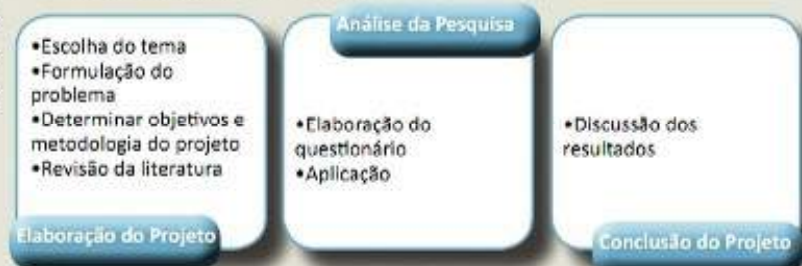 •Escolha do tema
•Formulação do
problema
•Determinar objetivos e
metodologia do projeto
•Revisão da literatura
Elaboração do Projeto
Análise da Pesquisa
•Elaboração do
questionário
•Aplicação
•Discussão dos
resultados
Conclusão do Projeto